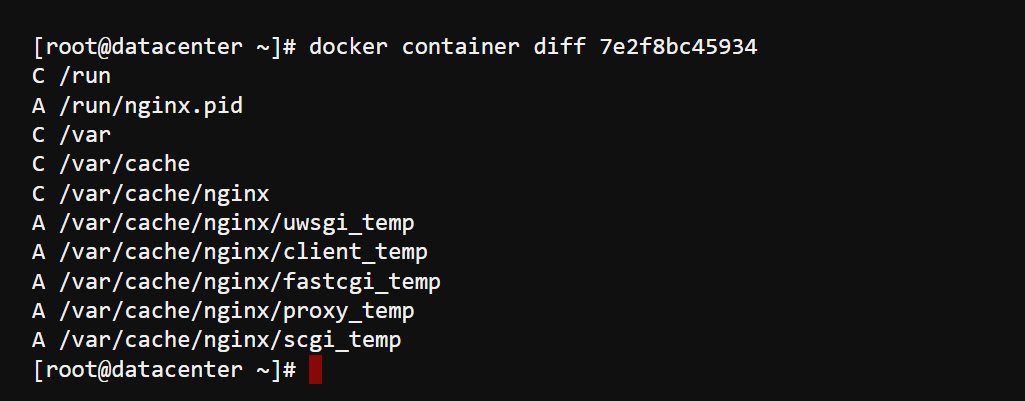 [root@datacenter ~]# docker container diff 7e2f8bc45934
C /run
A /run/nginx.pid
C /var
C /var/cache
C /var/cache/nginx
A /var/cache/nginx/uwsgi_temp
A /var/cache/nginx/client_temp
A /var/cache/nginx/fastcgi_temp
A /var/cache/nginx/proxy_temp
A /var/cache/nginx/scgi_temp
[root@datacenter ~]#